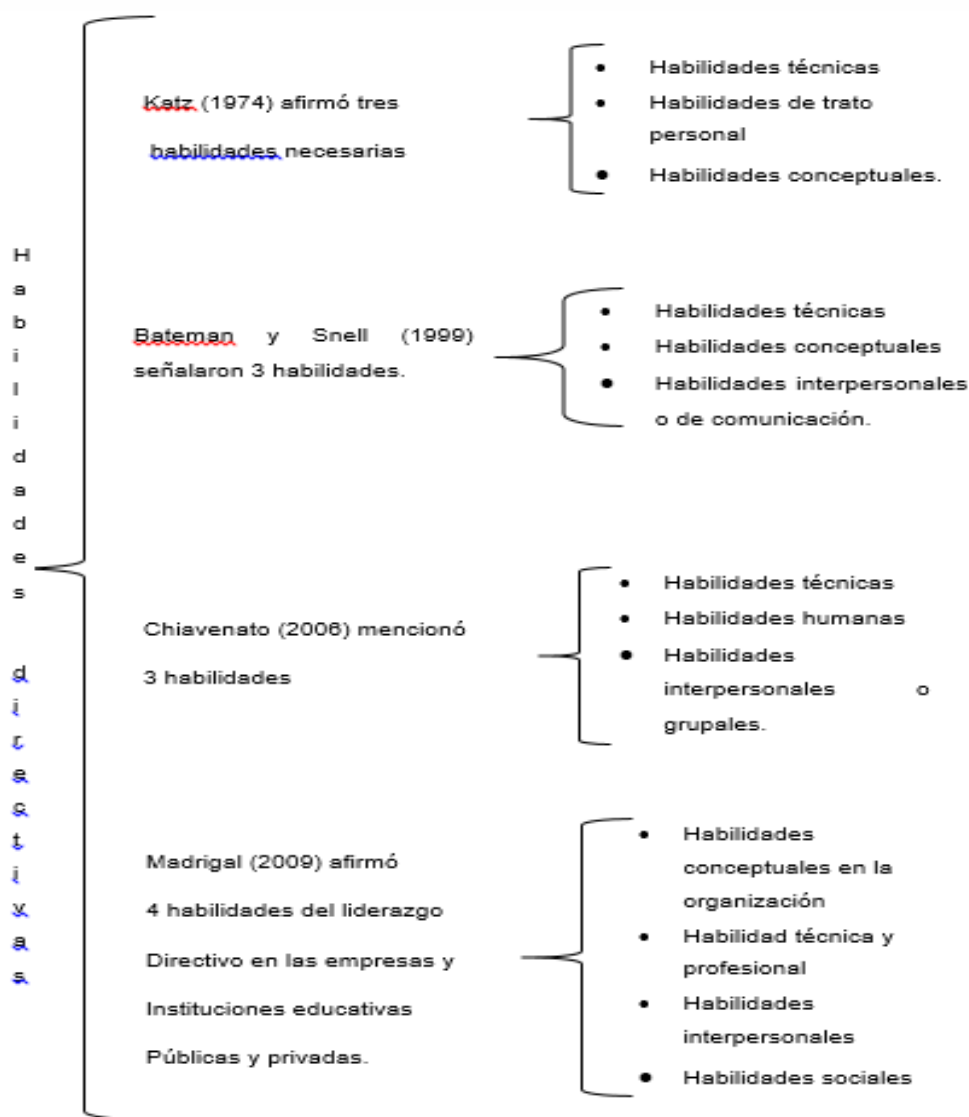 Habilidades directivas
Katz (1974) afirmó tres
habilidades necesarias
• Habilidades técnicas
• Habilidades de trato
personal
• Habilidades conceptuales.
Bateman y Snell (1999)
señalaron 3 habilidades.
• Habilidades técnicas
• Habilidades conceptuales
• Habilidades interpersonales
o de comunicación.
Chiavenato (2006) mencionó
3 habilidades
• Habilidades técnicas
• Habilidades humanas
• Habilidades
interpersonales o
grupales.
Madrigal (2009) afirmó
4 habilidades del liderazgo
Directivo en las empresas y
Instituciones educativas
Públicas y privadas.
• Habilidades
conceptuales en la
organización
• Habilidad técnica y
profesional
• Habilidades
interpersonales
• Habilidades sociales